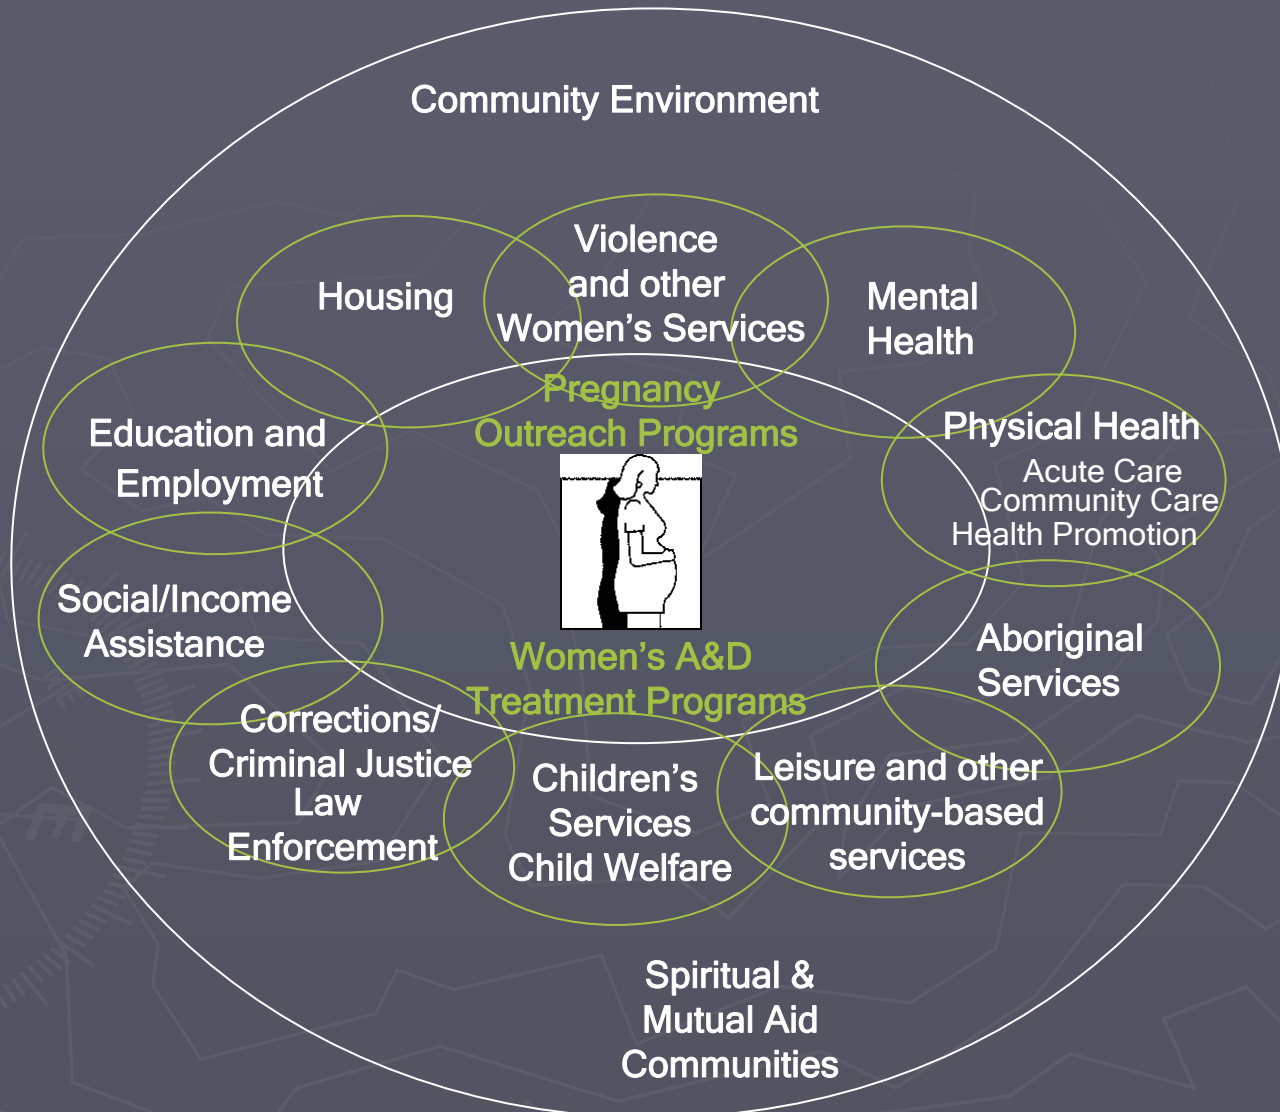 Community Environment
Violence
and other
Women's Services
Housing
Mental
Health
Pregnancy
Outreach Programs
Education and
Employment
Physical Health
Acute Care
Community Care
Health Promotion
Social/Income
Assistance
Women's A&D
Treatment Programs
Aboriginal
Services
Corrections/
Criminal Justice
Law
Enforcement
Children's
Services
Child Welfare
Leisure and other
community-based
services
Spiritual &
Mutual Aid
Communities